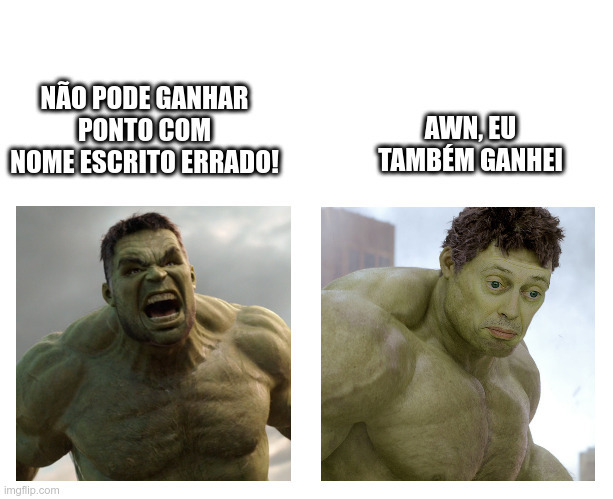 NÃO PODE GANHAR
PONTO COM
NOME ESCRITO ERRADO!
AWN, EU
TAMBÉM GANHEI
imgflip.com